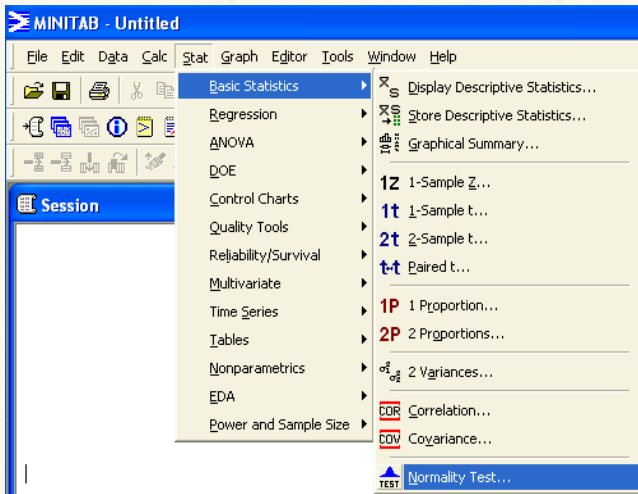 MINITAB - Untitled
File Edit Data Calc Stat Graph Editor Tools Window Help
Session
Basic Statistics
Regression
ANOVA
DOE
Control Charts
Quality Tools
Reliability/Survival
Multivariate
Time Series
Tables
Nonparametrics
EDA
Power and Sample Size
S Display Descriptive Statistics...
S Store Descriptive Statistics...
Graphical Summary...
1Z 1-Sample Z...
1t 1-Sample t...
2t 2-Sample t...
t-t Paired t...
1P 1 Proportion...
2P 2 Proportions...
σ²₁ σ²₂ 2 Variances...
COR Correlation...
COV Covariance...
TEST Normality Test...